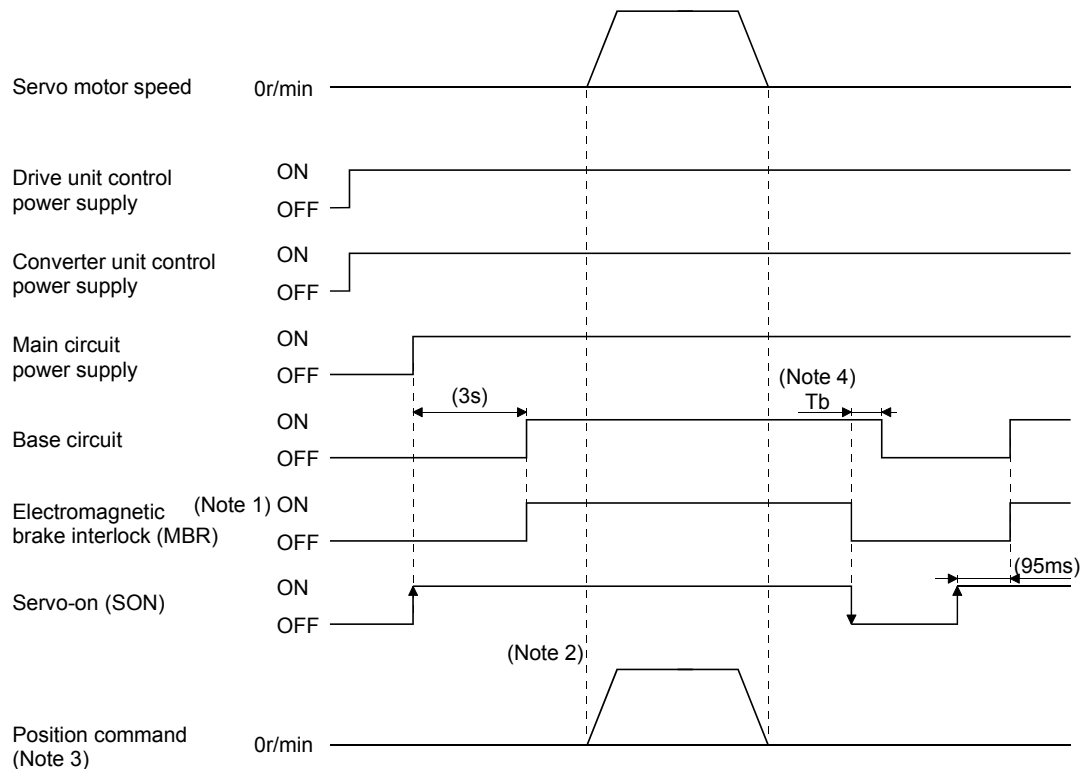 Servo motor speed 0r/min
Drive unit control
power supply
ON
OFF
Converter unit control
power supply
ON
OFF
Main circuit
power supply
ON
OFF
(3s)
(Note 4)
Tb
Base circuit
ON
OFF
Electromagnetic
brake interlock (MBR)
(Note 1) ON
OFF
(95ms)
Servo-on (SON)
ON
OFF
(Note 2)
Position command
(Note 3)
0r/min